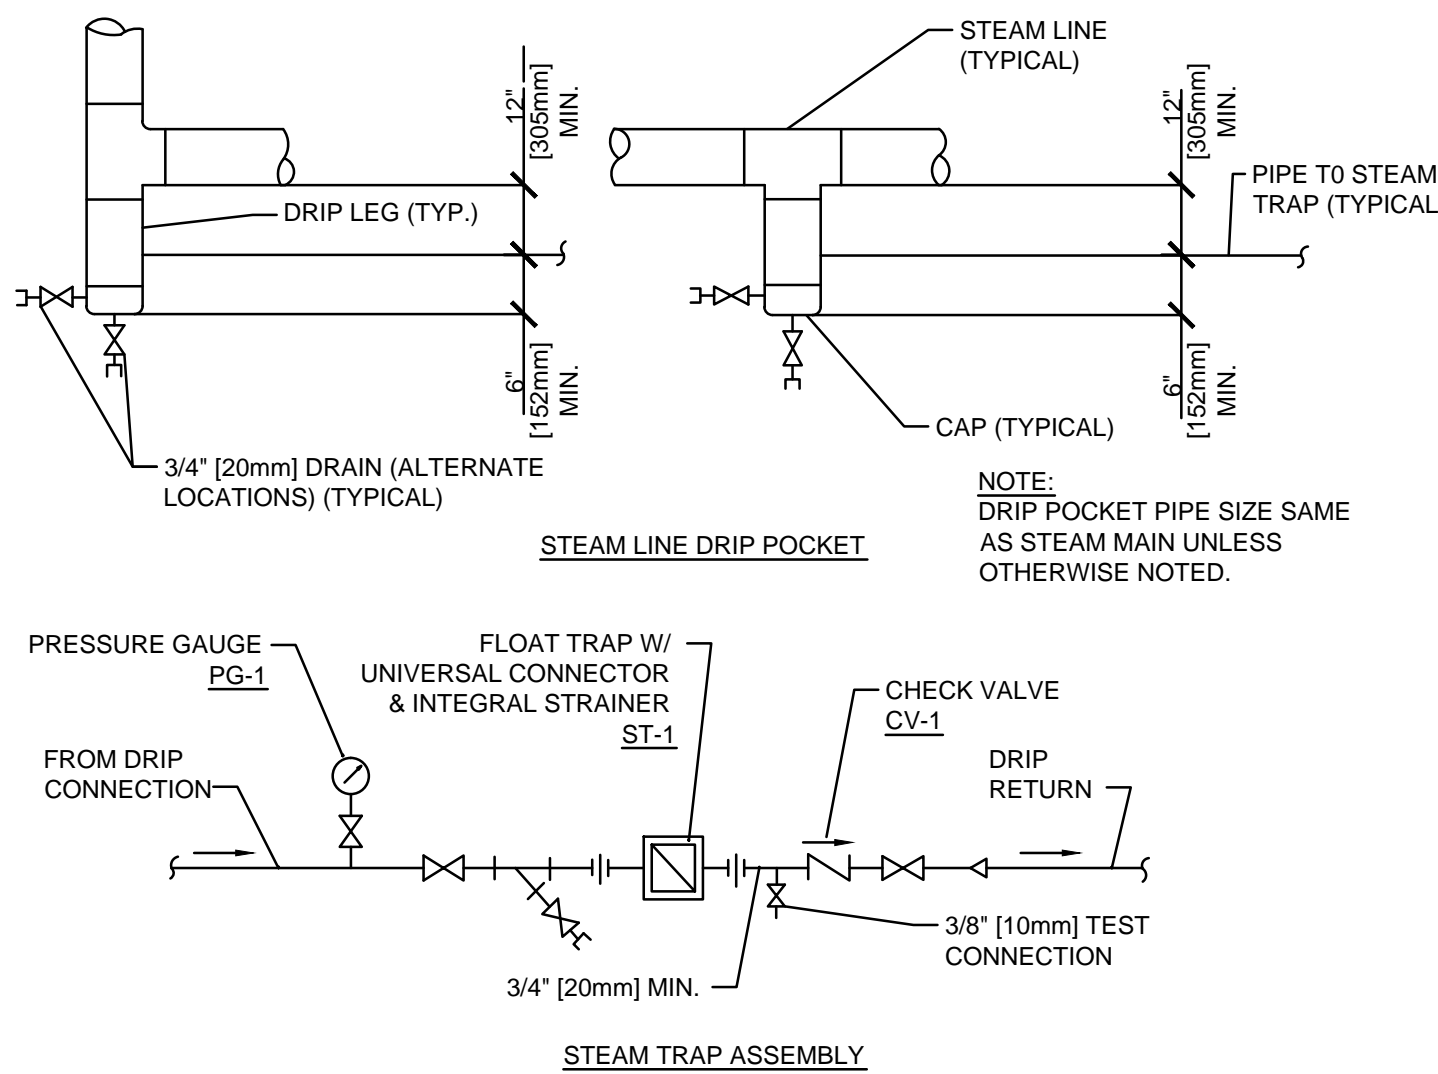 STEAM LINE
(TYPICAL)
12"
[305mm]
MIN.
12"
[305mm]
MIN.
PIPE T0 STEAM
TRAP (TYPICAL
DRIP LEG (TYP.)
6"
[152mm]
MIN.
6"
[152mm]
MIN.
CAP (TYPICAL)
3/4" [20mm] DRAIN (ALTERNATE
LOCATIONS) (TYPICAL)
NOTE:
DRIP POCKET PIPE SIZE SAME
AS STEAM MAIN UNLESS
OTHERWISE NOTED.
STEAM LINE DRIP POCKET
PRESSURE GAUGE
PG-1
FLOAT TRAP W/
UNIVERSAL CONNECTOR
& INTEGRAL STRAINER
ST-1
CHECK VALVE
CV-1
FROM DRIP
CONNECTION
DRIP
RETURN
3/8" [10mm] TEST
CONNECTION
3/4" [20mm] MIN.
STEAM TRAP ASSEMBLY